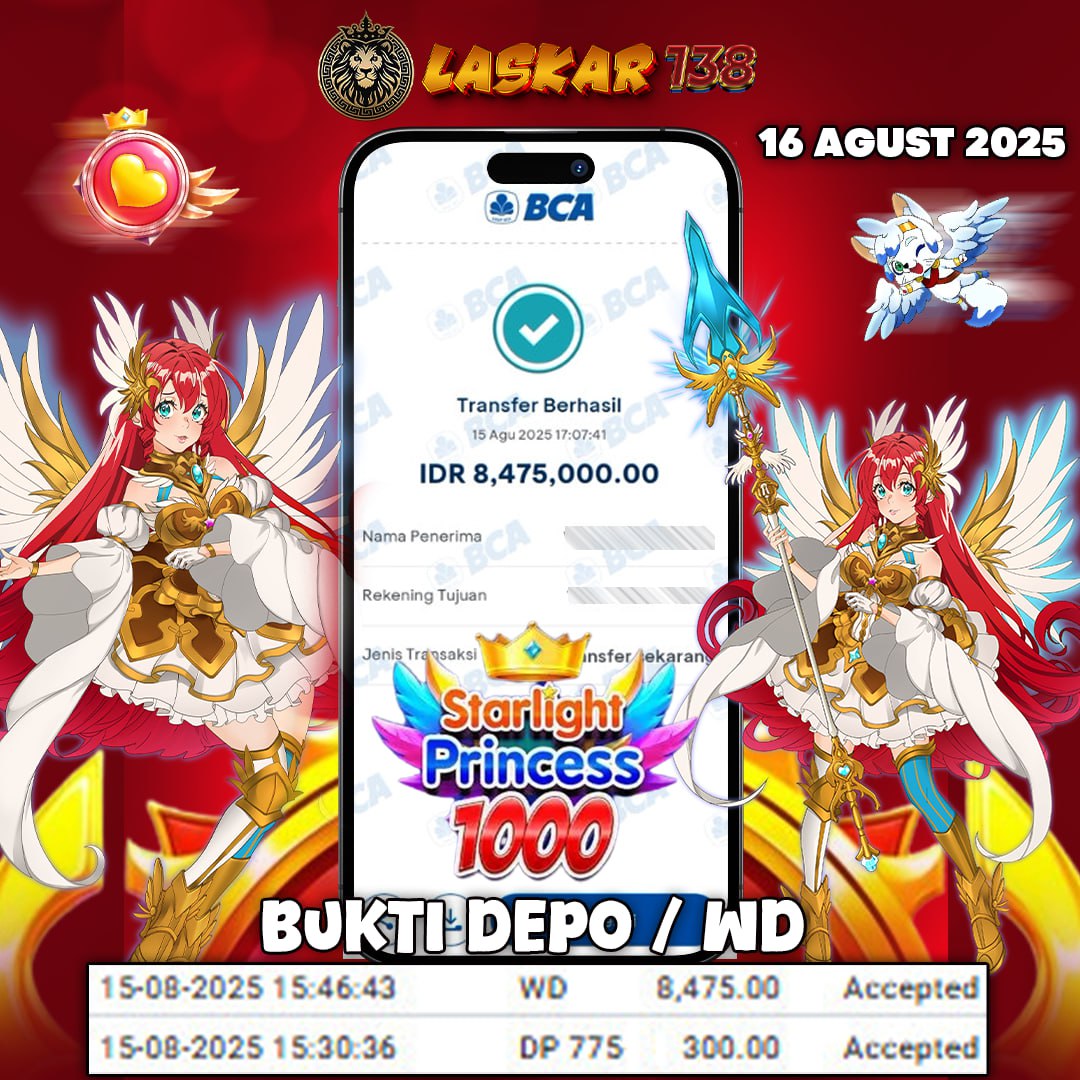 LASKAR 138
16 AGUST 2025
BCA
Transfer Berhasil
15 Agu 2025 17:07:41
IDR 8,475,000.00
Nama Penerima
Rekening Tujuan
Jenis Transaksi ansfer ekarang
Starlight
Princess
1000
BUKTI DEPO / WD
15-08-2025 15:46:43 WD 8,475.00 Accepted
15-08-2025 15:30:36 DP 775 300.00 Accepted